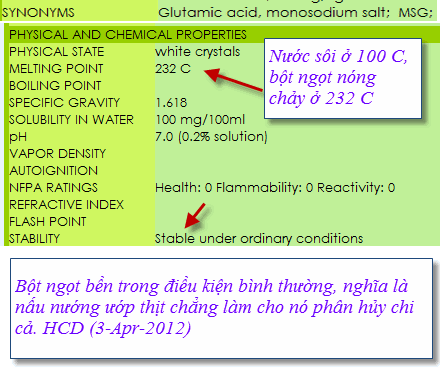 SYNONYMS Glutamic acid, monosodium salt; MSG;
PHYSICAL AND CHEMICAL PROPERTIES
PHYSICAL STATE white crystals
MELTING POINT 232 C
BOILING POINT
SPECIFIC GRAVITY 1.618
SOLUBILITY IN WATER 100 mg/100ml
pH 7.0 (0.2% solution)
VAPOR DENSITY
AUTOIGNITION
NFPA RATINGS Health: 0 Flammability: 0 Reactivity: 0
REFRACTIVE INDEX
FLASH POINT
STABILITY Stable under ordinary conditions
Nước sôi ở 100 C,
bột ngọt nóng
chảy ở 232 C
Bột ngọt bền trong điều kiện bình thường, nghĩa là
nấu nướng ướp thịt chẳng làm cho nó phân hủy chi
cả. HCD (3-Apr-2012)